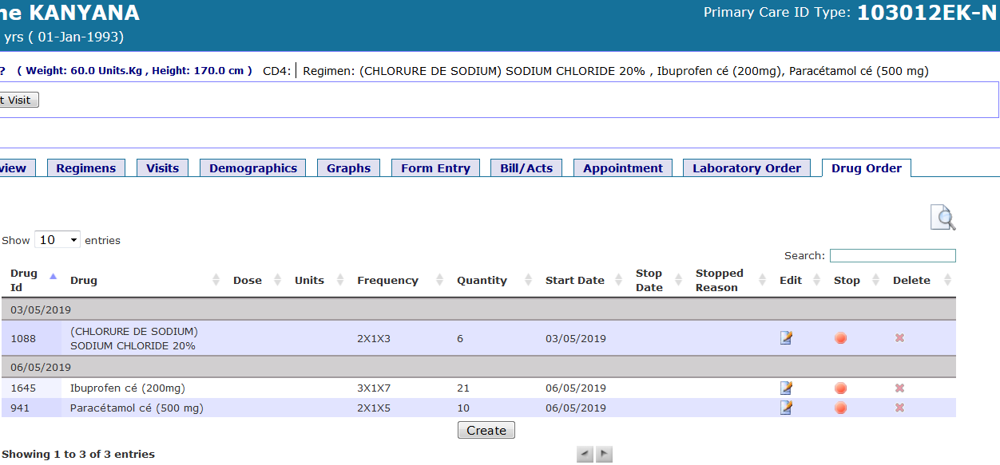 ne KANYANA
Primary Care ID Type: 103012EK-N
yrs ( 01-Jan-1993)
? ( Weight: 60.0 Units.Kg , Height: 170.0 cm ) CD4: Regimen: (CHLORURE DE SODIUM) SODIUM CHLORIDE 20% , Ibuprofen cé (200mg), Paracétamol cé (500 mg)
t Visit
view Regimens Visits Demographics Graphs Form Entry Bill/Acts Appointment Laboratory Order Drug Order
Show 10 entries
Search:
Drug Id Drug Dose Units Frequency Quantity Start Date Stop Date Stopped Reason Edit Stop Delete
03/05/2019
1088 (CHLORURE DE SODIUM) SODIUM CHLORIDE 20% 2X1X3 6 03/05/2019
06/05/2019
1645 Ibuprofen cé (200mg) 3X1X7 21 06/05/2019
941 Paracétamol cé (500 mg) 2X1X5 10 06/05/2019
Create
Showing 1 to 3 of 3 entries